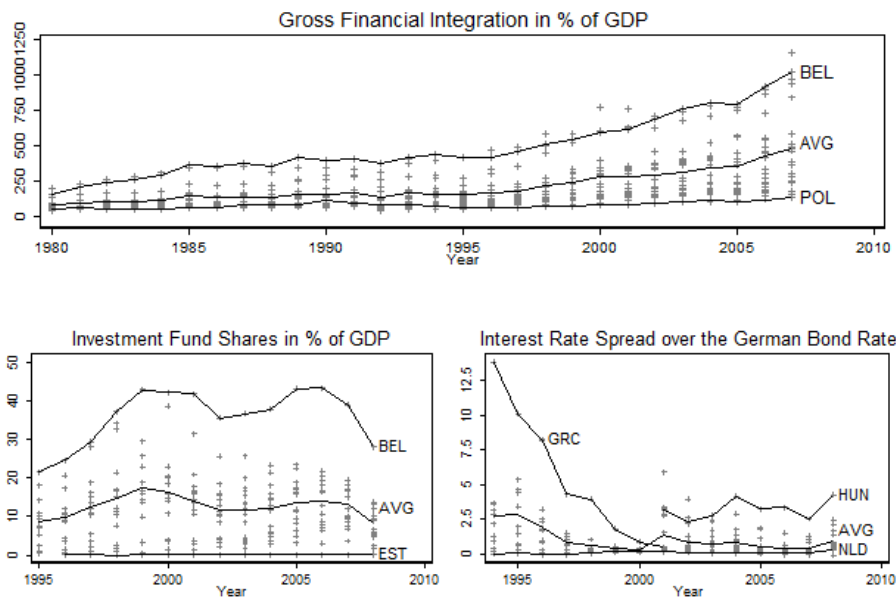 Gross Financial Integration in % of GDP
1250
1000
750
500
250
0
BEL
AVG
POL
1980 1985 1990 1995 2000 2005 2010
Year
Investment Fund Shares in % of GDP
50
40
30
20
10
0
BEL
AVG
EST
1995 2000 2005 2010
Year
Interest Rate Spread over the German Bond Rate
12.5
10
7.5
5
2.5
0
GRC
HUN
AVG
NLD
1995 2000 2005 2010
Year